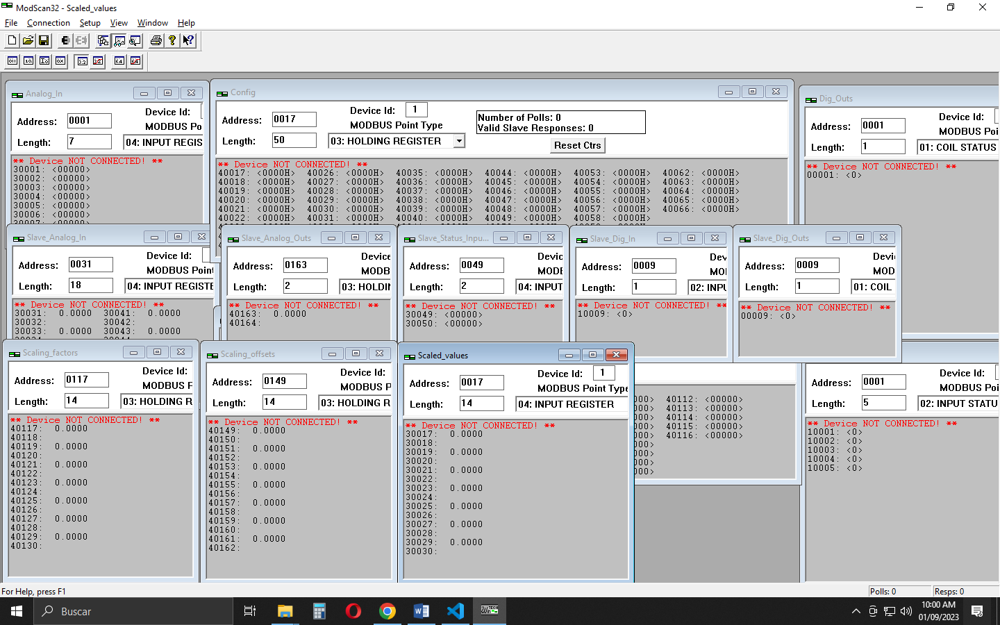 ModScan32 - Scaled_values
File Connection Setup View Window Help
Analog_In
Address: 0001
Device Id:
MODBUS Po
Length: 7
04: INPUT REGIS
** Device NOT CONNECTED! **
30001: <00000>
30002: <00000>
30003: <00000>
30004: <00000>
30005: <00000>
30006: <00000>
Config
Address: 0017
Device Id: 1
MODBUS Point Type
Length: 50
03: HOLDING REGISTER
Number of Polls: 0
Valid Slave Responses: 0
Reset Ctrs
** Device NOT CONNECTED! **
40017: <0000H> 40026: <0000H> 40035: <0000H> 40044: <0000H> 40053: <0000H> 40062: <0000H>
40018: <0000H> 40027: <0000H> 40036: <0000H> 40045: <0000H> 40054: <0000H> 40063: <0000H>
40019: <0000H> 40028: <0000H> 40037: <0000H> 40046: <0000H> 40055: <0000H> 40064: <0000H>
40020: <0000H> 40029: <0000H> 40038: <0000H> 40047: <0000H> 40056: <0000H> 40065: <0000H>
40021: <0000H> 40030: <0000H> 40039: <0000H> 40048: <0000H> 40057: <0000H> 40066: <0000H>
40022: <0000H> 40031: <0000H> 40040: <0000H> 40049: <0000H> 40058: <0000H>
Dig_Outs
Address: 0001
Device Id:
MODBUS Poi
Length: 1
01: COIL STATUS
** Device NOT CONNECTED! **
00001: <0>
Slave_Analog_In
Address: 0031
Device Id:
MODBUS Point
Length: 18
04: INPUT REGISTE
** Device NOT CONNECTED! **
30031: 0.0000 30041: 0.0000
30032: 30042:
30033: 0.0000 30043: 0.0000
Slave_Analog_Outs
Address: 0163
Device
MODB
Length: 2
03: HOLDIN
** Device NOT CONNECTED! **
40163: 0.0000
40164:
Slave_Status_Inpu...
Address: 0049
Device
MODE
Length: 2
04: INPUT
** Device NOT CONNECTED! **
30049: <00000>
30050: <00000>
Slave_Dig_In
Address: 0009
Dev
MO
Length: 1
02: INPU
** Device NOT CONNECTED! **
10009: <0>
Slave_Dig_Outs
Address: 0009
Devi
MOD
Length: 1
01: COIL
** Device NOT CONNECTED! **
00009: <0>
Scaling_factors
Address: 0117
Device Id:
MODBUS P
Length: 14
03: HOLDING R
** Device NOT CONNECTED! **
40117: 0.0000
40118:
40119: 0.0000
40120:
40121: 0.0000
40122:
40123: 0.0000
40124:
40125: 0.0000
40126:
40127: 0.0000
40128:
40129: 0.0000
40130:
Scaling_offsets
Address: 0149
Device Id:
MODBUS P
Length: 14
03: HOLDING R
** Device NOT CONNECTED! **
40149: 0.0000
40150:
40151: 0.0000
40152:
40153: 0.0000
40154:
40155: 0.0000
40156:
40157: 0.0000
40158:
40159: 0.0000
40160:
40161: 0.0000
40162:
Scaled_values
Address: 0017
Device Id: 1
MODBUS Point Type
Length: 14
04: INPUT REGISTER
** Device NOT CONNECTED! **
30017: 0.0000
30018:
30019: 0.0000
30020:
30021: 0.0000
30022:
30023: 0.0000
30024:
30025: 0.0000
30026:
30027: 0.0000
30028:
30029: 0.0000
30030:
000> 40112: <00000>
000> 40113: <00000>
000> 40114: <00000>
000> 40115: <00000>
000> 40116: <00000>
000>
000>
000>
000>
Address: 0001
Device Id:
MODBUS Poi
Length: 5
02: INPUT STATU
** Device NOT CONNECTED! **
10001: <0>
10002: <0>
10003: <0>
10004: <0>
10005: <0>
For Help, press F1
Polls: 0
Resps: 0
Buscar
10:00 AM
01/09/2023